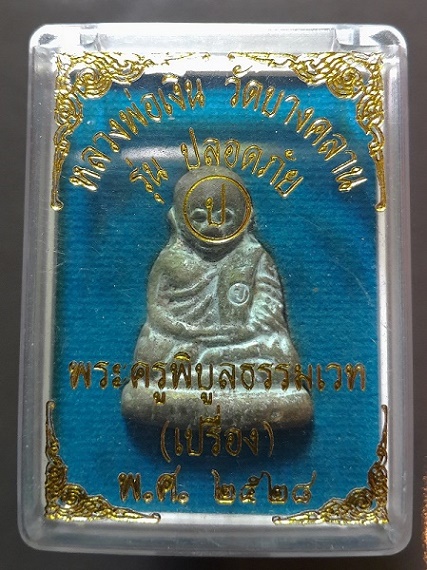 หลวงพ่อเงิน วัดบางคลาน
รุ่น ปลอดภัย
ป
ป
พระครูพิบูลธรรมเวท
(เปรื่อง)
พ.ศ. ๒๕๒๘